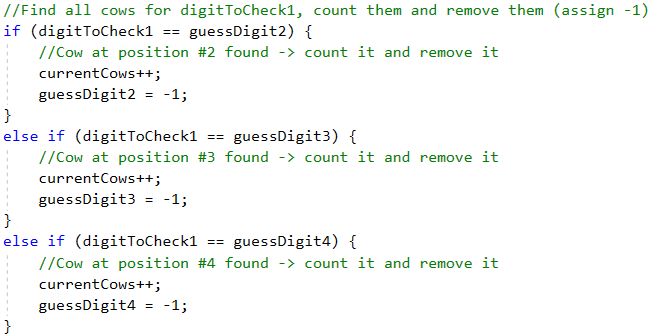 //Find all cows for digitToCheck1, count them and remove them (assign -1)
if (digitToCheck1 == guessDigit2) {
    //Cow at position #2 found -> count it and remove it
    currentCows++;
    guessDigit2 = -1;
}
else if (digitToCheck1 == guessDigit3) {
    //Cow at position #3 found -> count it and remove it
    currentCows++;
    guessDigit3 = -1;
}
else if (digitToCheck1 == guessDigit4) {
    //Cow at position #4 found -> count it and remove it
    currentCows++;
    guessDigit4 = -1;
}